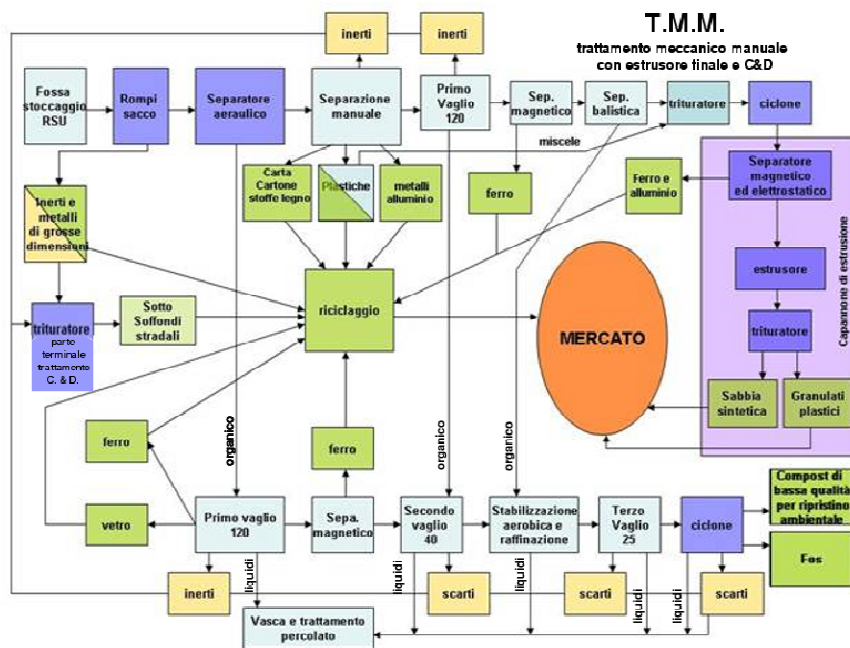 T.M.M.
trattamento meccanico manuale
con estrusore finale e C&D
inerti
inerti
Fossa
stoccaggio
RSU
Rompi
sacco
Separatore
aeraulico
Separazione
manuale
Primo
Vaglio
120
Sep.
magnetico
Sep.
balistica
trituratore
ciclone
miscele
Carta
Cartone
stoffe legno
Plastiche
metalli
alluminio
ferro
Ferro e
alluminio
Separatore
magnetico
ed elettrostatico
Capannone di estrusione
Inerti e
metalli
di grosse
dimensioni
estrusore
trituratore
parte
terminale
trattamento
C. & D.
Sotto
Soffondi
stradali
riciclaggio
MERCATO
trituratore
Sabbia
sintetica
Granulati
plastici
organico
organico
organico
ferro
ferro
vetro
Primo vaglio
120
Sepa.
magnetico
Secondo
vaglio
40
Stabilizzazione
aerobica e
raffinazione
Terzo
Vaglio
25
ciclone
Compost di
bassa qualità
per ripristino
ambientale
Fos
inerti
liquidi
liquidi
scarti
liquidi
scarti
liquidi
liquidi
scarti
Vasca e trattamento
percolato